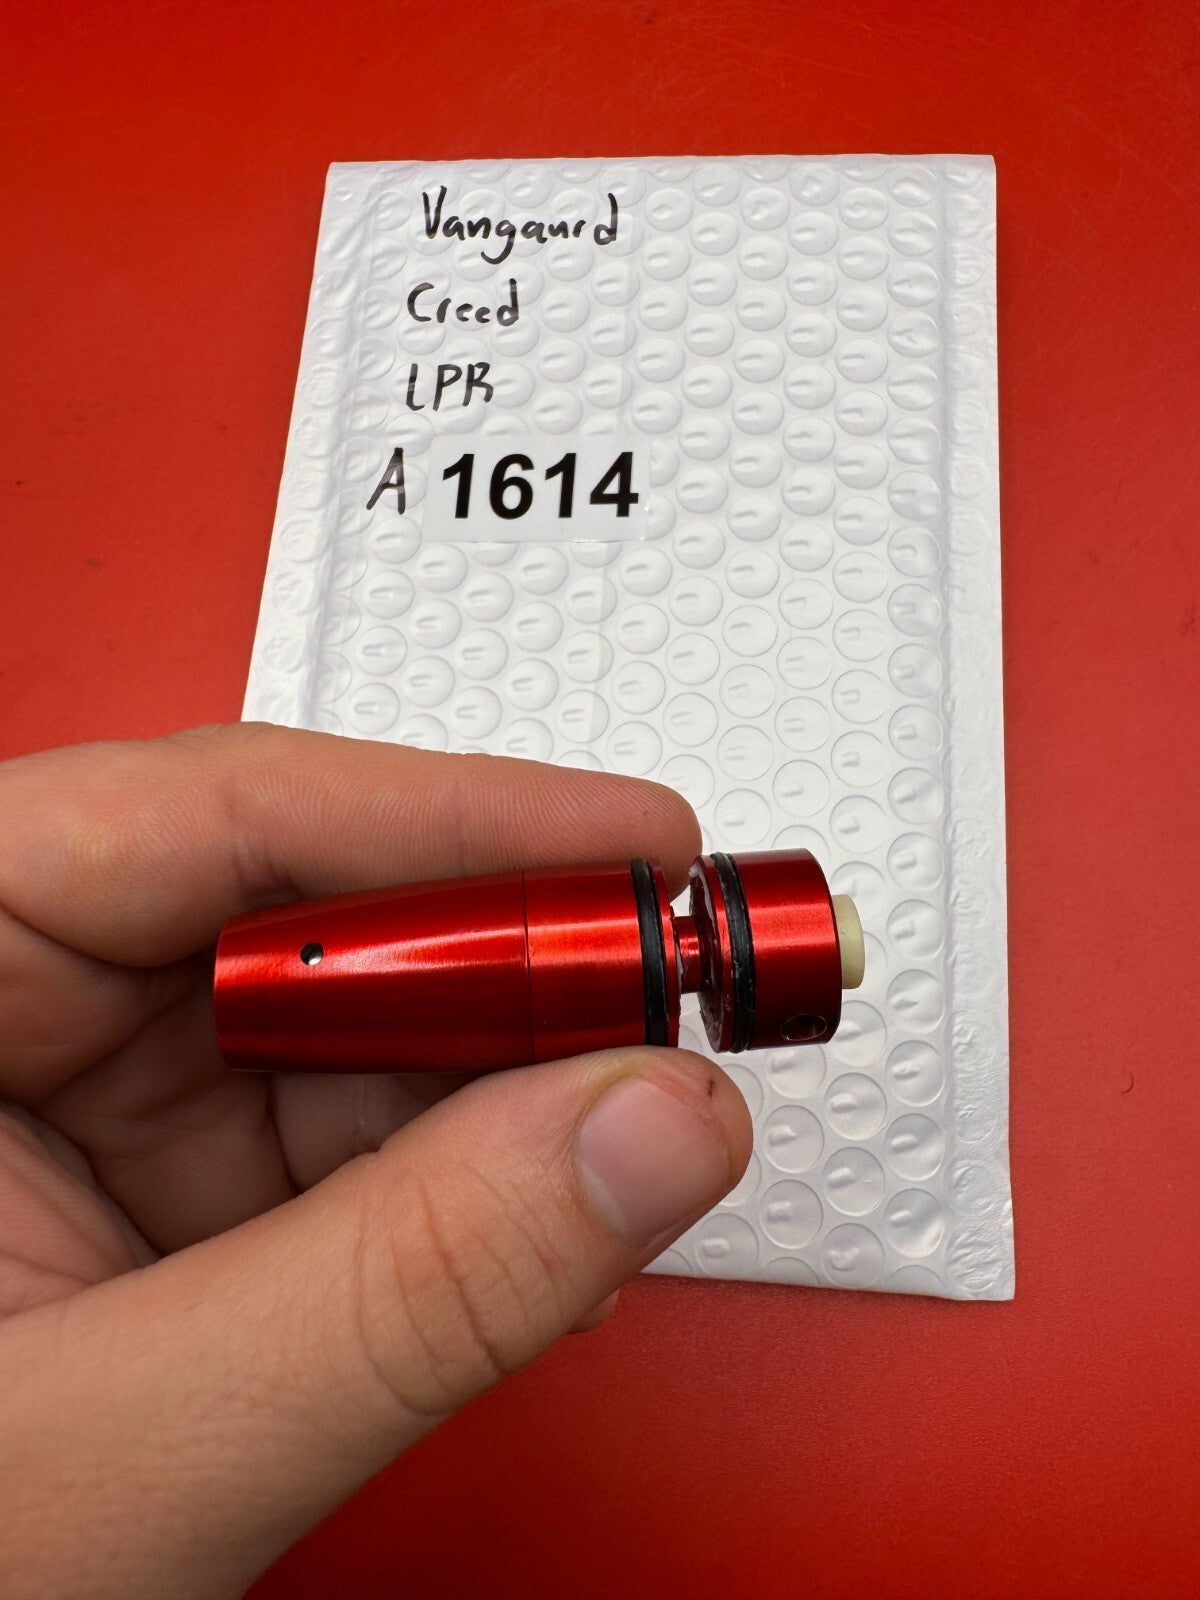 Vangaurd
Creed
LPR
A 1614